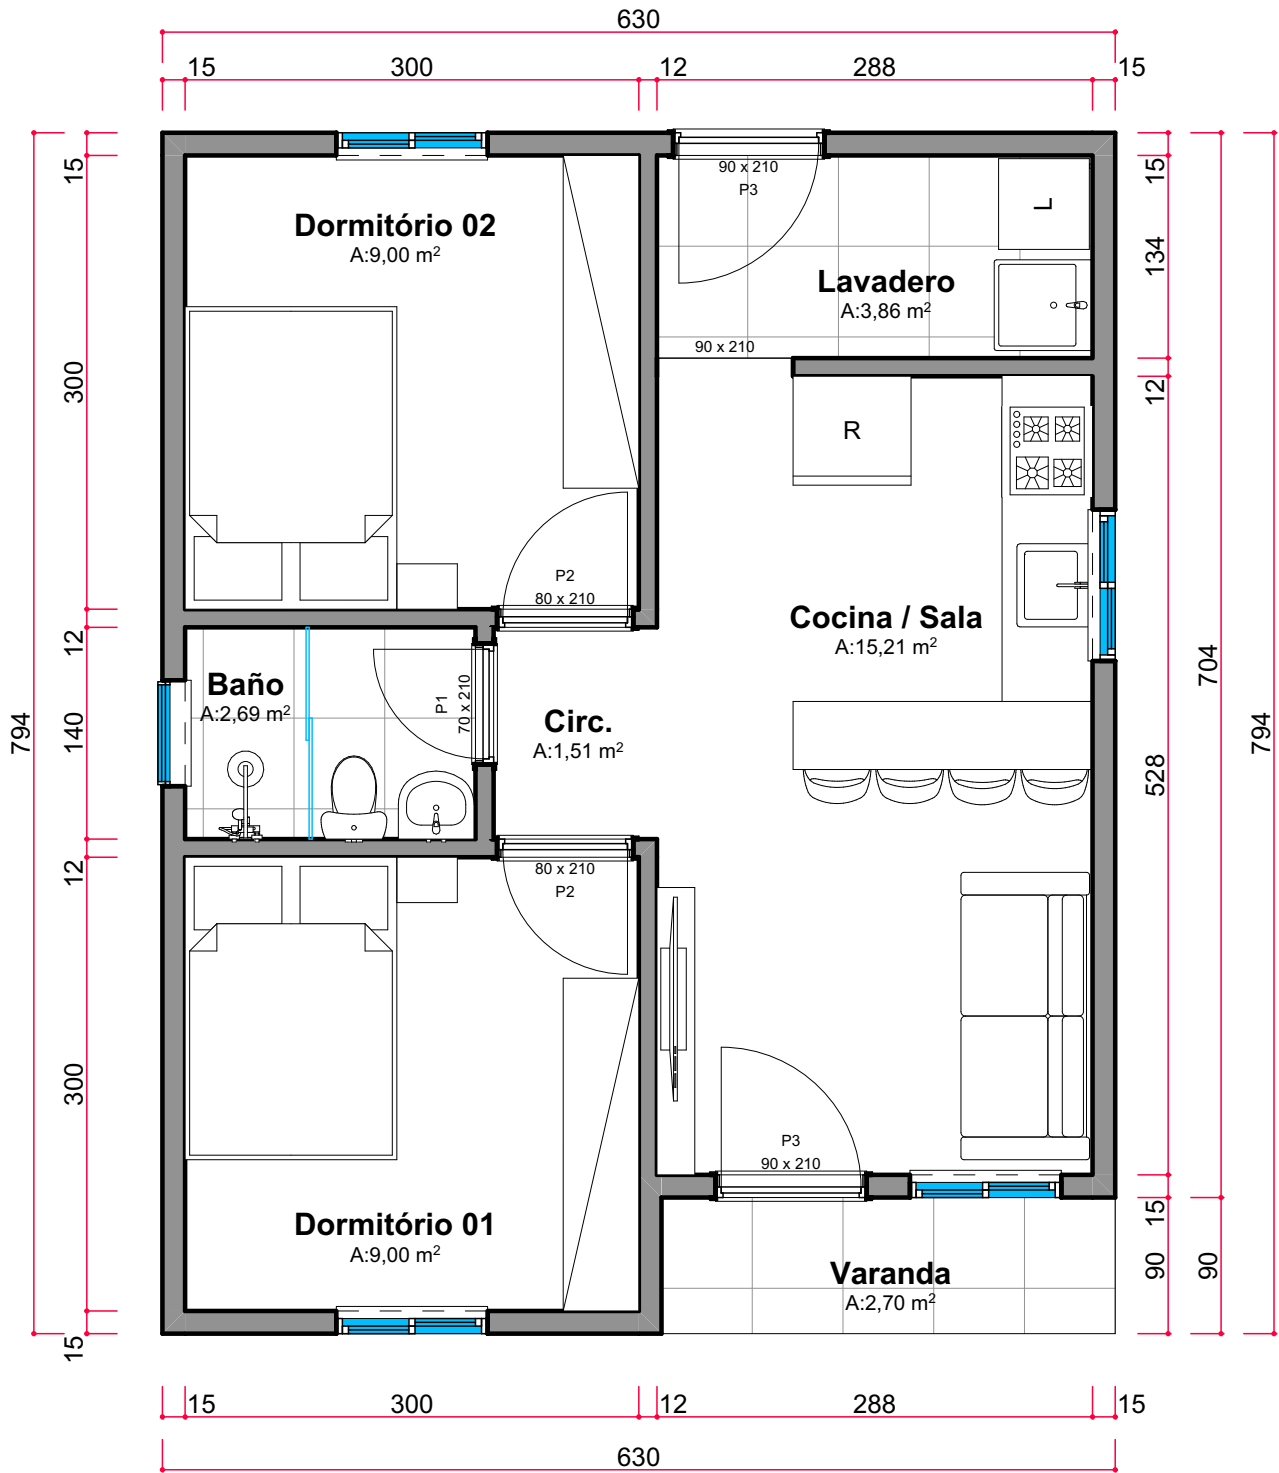 630
15 300 12 288 15
Dormitório 02
A:9,00 m²
90 x 210
P3
L
Lavadero
A:3,86 m²
90 x 210
R
P2
80 x 210
Cocina / Sala
A:15,21 m²
Baño
A:2,69 m²
P1
70 x 210
Circ.
A:1,51 m²
80 x 210
P2
P3
90 x 210
Dormitório 01
A:9,00 m²
Varanda
A:2,70 m²
794
15
300
12
140
12
300
15
15
134
12
528
15
90
704
90
794
15 300 12 288 15
630